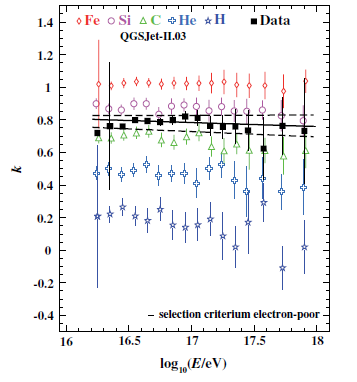 Fe Si C He H Data
QGSJet-II.03
1.4
1.2
1
0.8
0.6
0.4
0.2
0
-0.2
-0.4
k
selection criterium electron-poor
16 16.5 17 17.5 18
log10(E/eV)